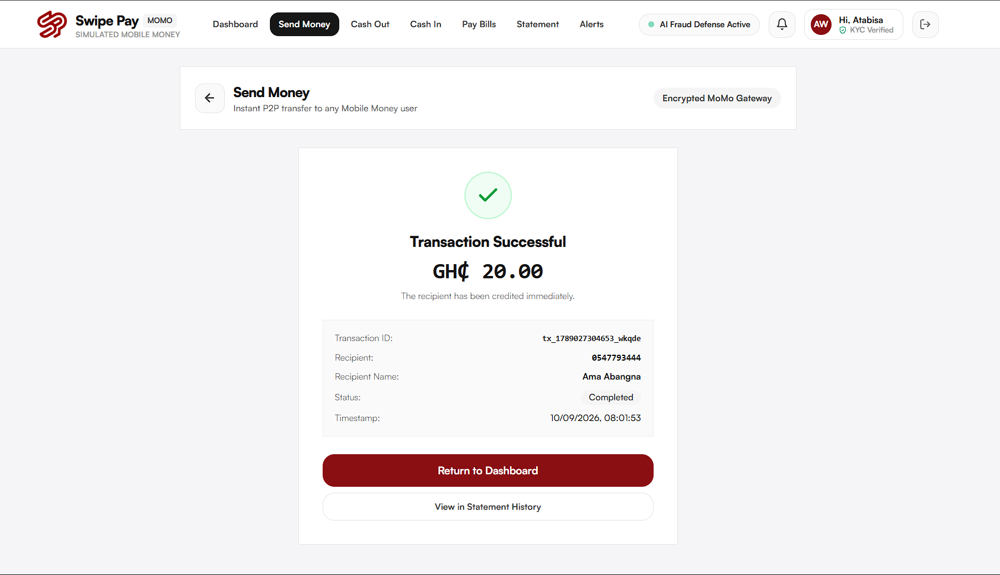 Swipe Pay MOMO
SIMULATED MOBILE MONEY
Dashboard
Send Money
Cash Out
Cash In
Pay Bills
Statement
Alerts
AI Fraud Defense Active
AW
Hi, Atabisa
KYC Verified
Send Money
Instant P2P transfer to any Mobile Money user
Encrypted MoMo Gateway
Transaction Successful
GH₵ 20.00
The recipient has been credited immediately.
Transaction ID: tx_1789027304653_wkqde
Recipient: 0547793444
Recipient Name: Ama Abangna
Status: Completed
Timestamp: 10/09/2026, 08:01:53
Return to Dashboard
View in Statement History